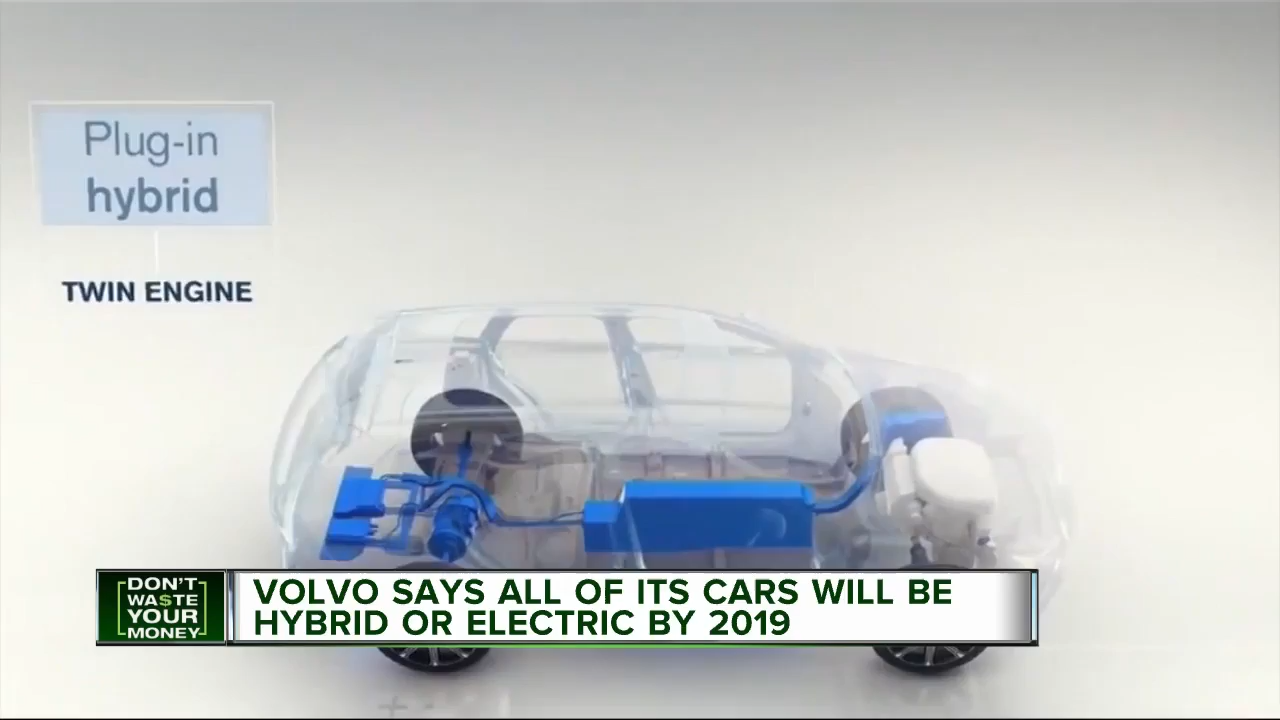 Plug-in
hybrid
TWIN ENGINE
DON'T
WA$TE
YOUR
MONEY
VOLVO SAYS ALL OF ITS CARS WILL BE
HYBRID OR ELECTRIC BY 2019